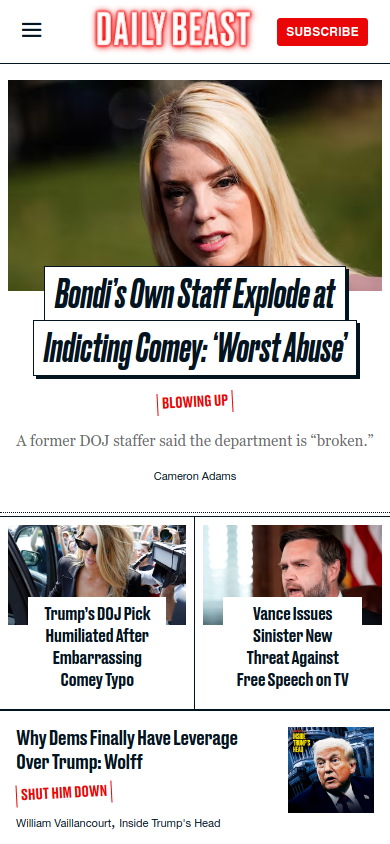 DAILY BEAST
SUBSCRIBE
Bondi's Own Staff Explode at
Indicting Comey: ‘Worst Abuse’
BLOWING UP
A former DOJ staffer said the department is “broken.”
Cameron Adams
Trump’s DOJ Pick
Humiliated After
Embarrassing
Comey Typo
Vance Issues
Sinister New
Threat Against
Free Speech on TV
Why Dems Finally Have Leverage
Over Trump: Wolff
INSIDE
TRUMP'S
HEAD
SHUT HIM DOWN
William Vaillancourt, Inside Trump's Head